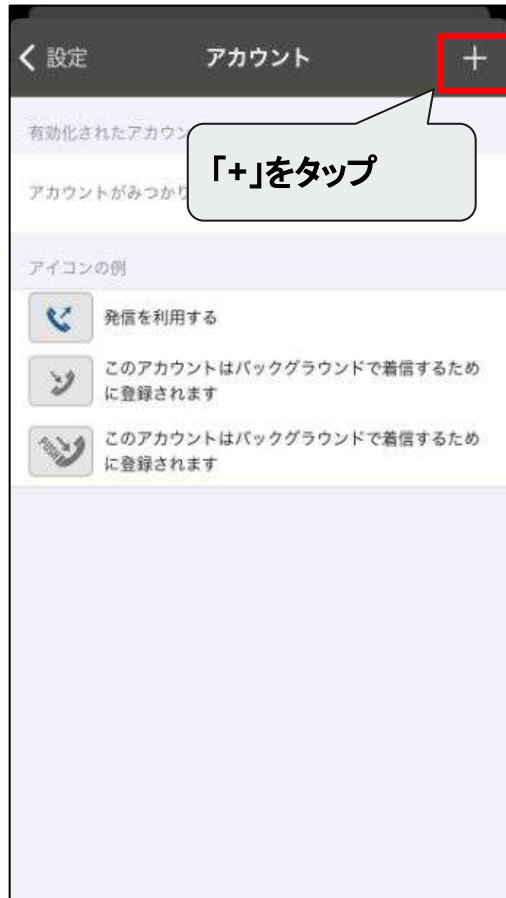 設定
アカウント
+
有効化されたアカウン
「+」をタップ
アカウントがみつかり
アイコンの例
発信を利用する
このアカウントはバックグラウンドで着信するため
に登録されます
PUSH
このアカウントはバックグラウンドで着信するため
に登録されます